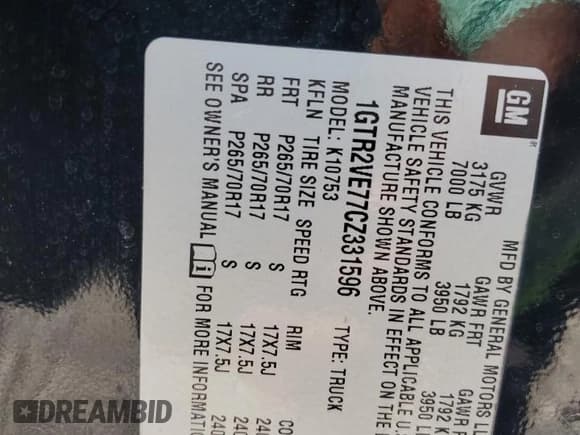 GM®
MFD BY GENERAL MOTORS
GVWR GAWR FRT
3175 KG 1792 KG 1792
7000 LB 3950 LB 3950
THIS VEHICLE CONFORMS TO ALL APPLICABLE
VEHICLE SAFETY STANDARDS IN EFFECT ON THE
MANUFACTURE SHOWN ABOVE.
1GTR2VE77CZ331596 TYPE: TRUCK
MODEL: K10753
KFLN TIRE SIZE SPEED RTG RIM
FRT P265/70R17 S 17X7.5J
RR P265/70R17 S 17X7.5J
SPA P265/70R17 S 17X7.5J
SEE OWNER'S MANUAL FOR MORE
DREAMBID